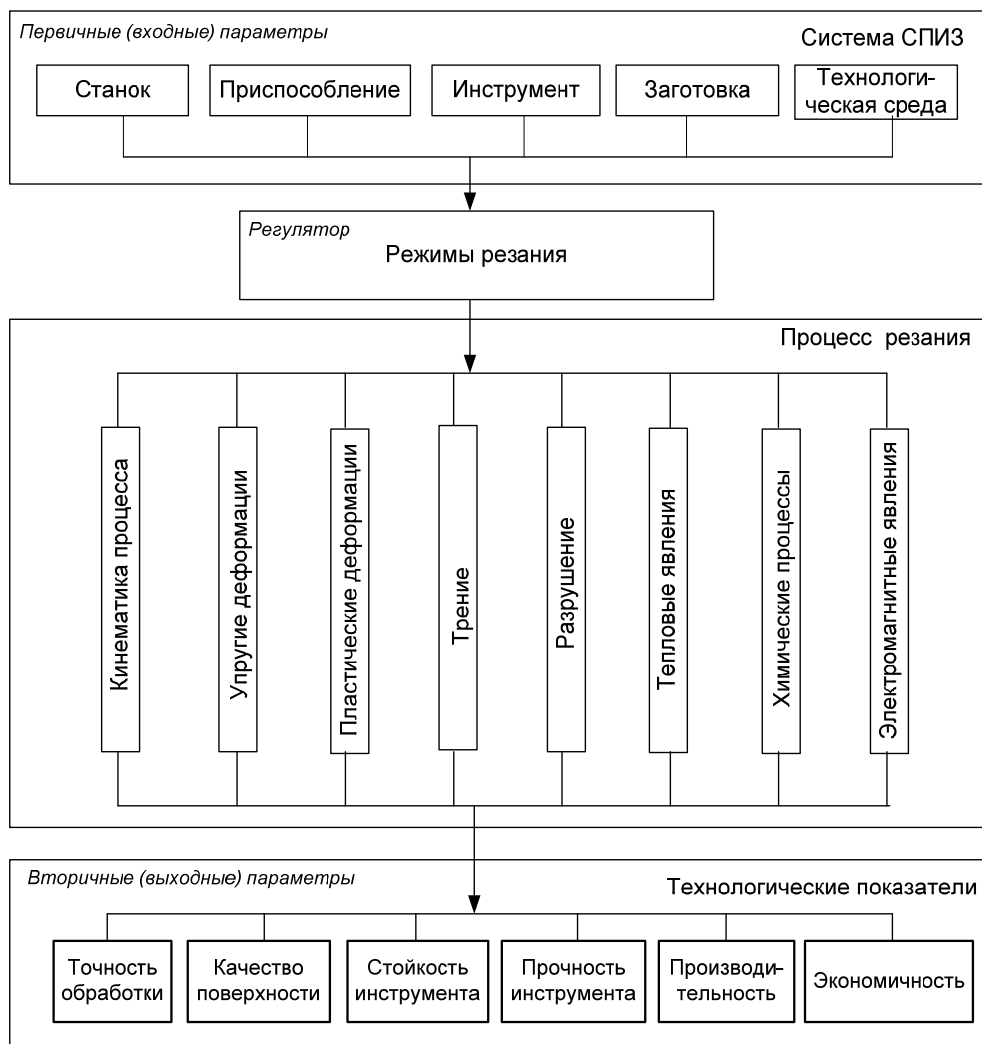 Первичные (входные) параметры
Система СПИЗ
Станок
Приспособление
Инструмент
Заготовка
Технологи-
ческая среда
Регулятор
Режимы резания
Процесс резания
Кинематика процесса
Упругие деформации
Пластические деформации
Трение
Разрушение
Тепловые явления
Химические процессы
Электромагнитные явления
Вторичные (выходные) параметры
Технологические показатели
Точность
обработки
Качество
поверхности
Стойкость
инструмента
Прочность
инструмента
Производи-
тельность
Экономичность